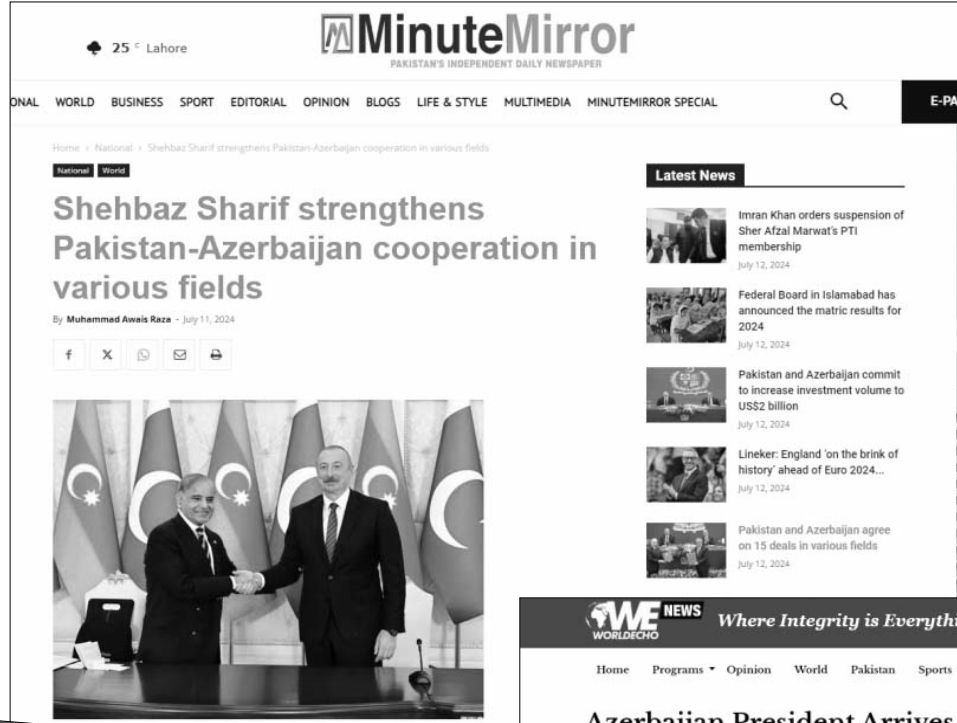 25 c Lahore
MinuteMirror
PAKISTAN'S INDEPENDENT DAILY NEWSPAPER
ONAL WORLD BUSINESS SPORT EDITORIAL OPINION BLOGS LIFE & STYLE MULTIMEDIA MINUTEMIRROR SPECIAL E-PA
Home › National › Shehbaz Sharif strengthens Pakistan-Azerbaijan cooperation in various fields
National World
Shehbaz Sharif strengthens
Pakistan-Azerbaijan cooperation in
various fields
By Muhammad Awais Raza - July 11, 2024
Latest News
Imran Khan orders suspension of
Sher Afzal Marwat's PTI
membership
July 12, 2024
Federal Board in Islamabad has
announced the matric results for
2024
July 12, 2024
Pakistan and Azerbaijan commit
to increase investment volume to
US$2 billion
July 12, 2024
Lineker: England 'on the brink of
history' ahead of Euro 2024...
July 12, 2024
Pakistan and Azerbaijan agree
on 15 deals in various fields
July 12, 2024
WE NEWS
WORLDECHO
Where Integrity is Everythi
Home Programs Opinion World Pakistan Sports
Azerbaijan President Arrives